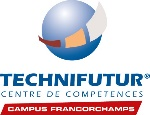 TECHNIFUTUR®
CENTRE DE COMPETENCES
CAMPUS FRANCORCHAMPS